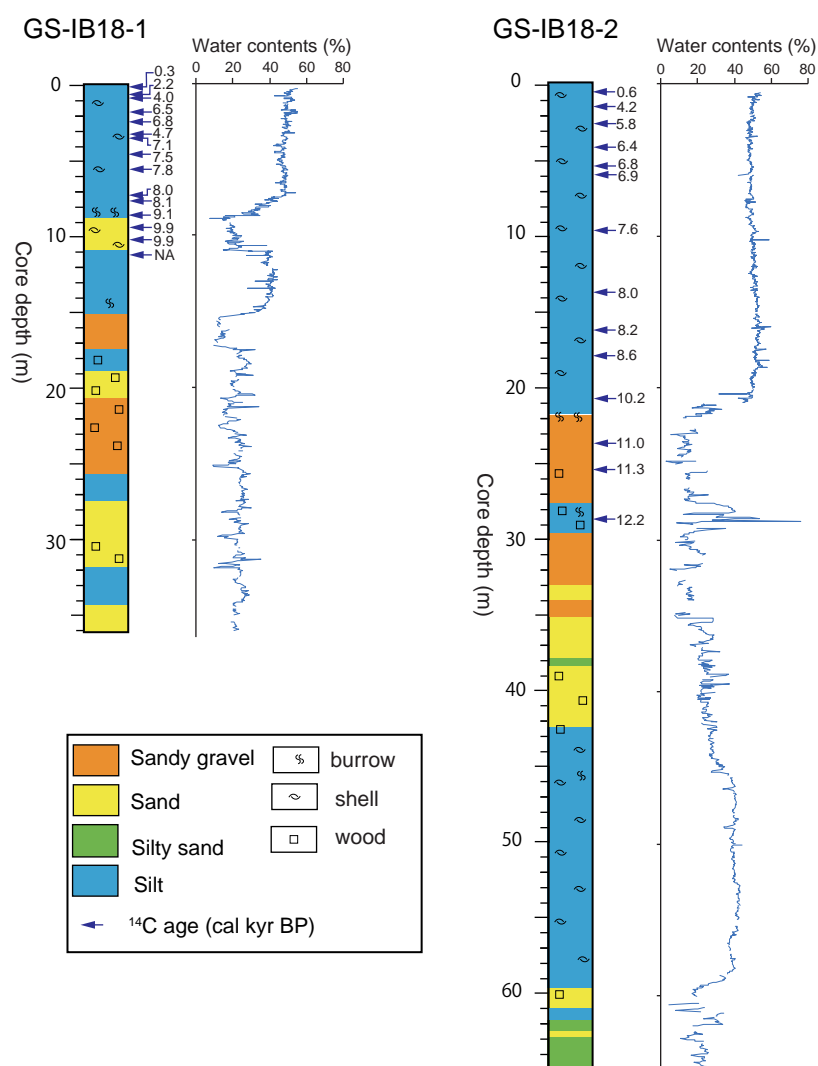 GS-IB18-1
Water contents (%)
0 20 40 60 80
Core depth (m)
0
10
20
30
0.3
2.2
4.0
6.5
6.8
4.7
7.1
7.5
7.8
8.0
8.1
9.1
9.9
9.9
NA
GS-IB18-2
Water contents (%)
0 20 40 60 80
Core depth (m)
0
10
20
30
40
50
60
0.6
4.2
5.8
6.4
6.8
6.9
7.6
8.0
8.2
8.6
10.2
11.0
11.3
12.2
Sandy gravel
Sand
Silty sand
Silt
burrow
shell
wood
¹⁴C age (cal kyr BP)